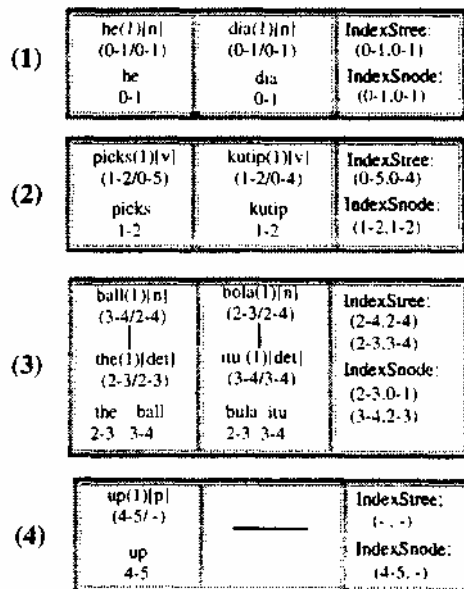 (1)
he(1)[n]
(0-1/0-1)
he
0-1
dia(1)[n]
(0-1/0-1)
dia
0-1
IndexStree:
(0-1,0-1)
IndexSnode:
(0-1,0-1)
(2)
picks(1)[v]
(1-2/0-5)
picks
1-2
kutip(1)[v]
(1-2/0-4)
kutip
1-2
IndexStree:
(0-5,0-4)
IndexSnode:
(1-2,1-2)
(3)
ball(1)[n]
(3-4/2-4)
the(1)[det]
(2-3/2-3)
the ball
2-3 3-4
bola(1)[n]
(2-3/2-4)
itu (1)[det]
(3-4/3-4)
bula itu
2-3 3-4
IndexStree:
(2-4,2-4)
(2-3,3-4)
IndexSnode:
(2-3,0-1)
(3-4,2-3)
(4)
up(1)[p]
(4-5/ -)
up
4-5
IndexStree:
(- , -)
IndexSnode:
(4-5, -)